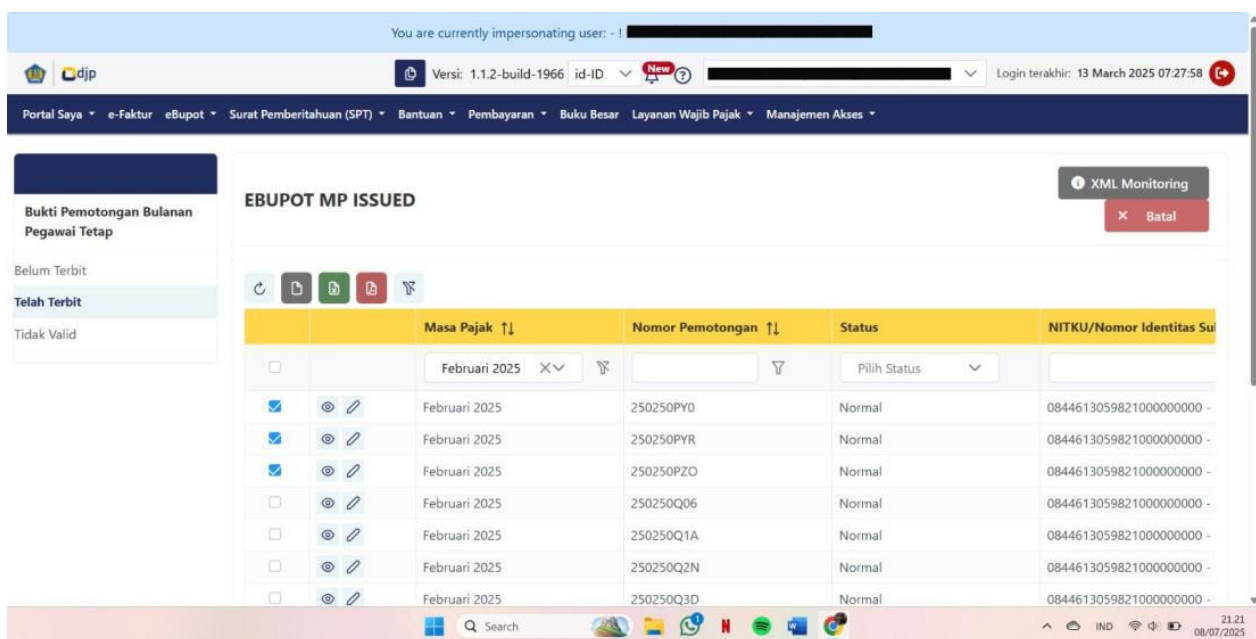 You are currently impersonating user: - !
djp
Versi: 1.1.2-build-1966 id-ID New Login terakhir: 13 March 2025 07:27:58
Portal Saya e-Faktur eBupot Surat Pemberitahuan (SPT) Bantuan Pembayaran Buku Besar Layanan Wajib Pajak Manajemen Akses
Bukti Pemotongan Bulanan
Pegawai Tetap
Belum Terbit
Telah Terbit
Tidak Valid
EBUPOT MP ISSUED
XML Monitoring
Batal
Masa Pajak Nomor Pemotongan Status NITKU/Nomor Identitas Su
Februari 2025 Pilih Status
Februari 2025 250250PY0 Normal 0844613059821000000000 -
Februari 2025 250250PYR Normal 0844613059821000000000 -
Februari 2025 250250PZO Normal 0844613059821000000000 -
Februari 2025 250250Q06 Normal 0844613059821000000000 -
Februari 2025 250250Q1A Normal 0844613059821000000000 -
Februari 2025 250250Q2N Normal 0844613059821000000000 -
Februari 2025 250250Q3D Normal 0844613059821000000000 -
Search IND 21.21
08/07/2025